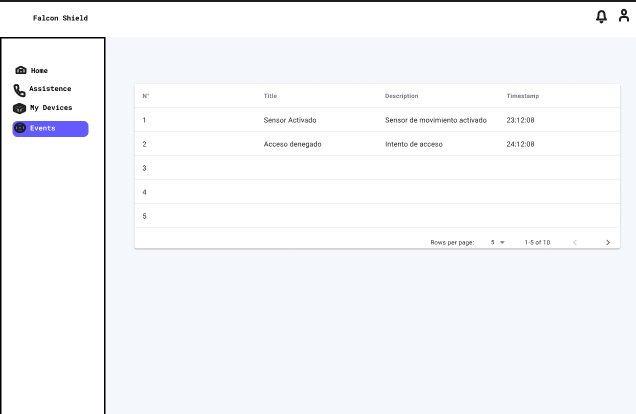 Falcon Shield
Home
Assistence
My Devices
Events
N° Title Description Timestamp
1 Sensor Activado Sensor de movimiento activado 23:12:08
2 Acceso denegado Intento de acceso 24:12:08
3
4
5
Rows per page: 5 1-5 of 10